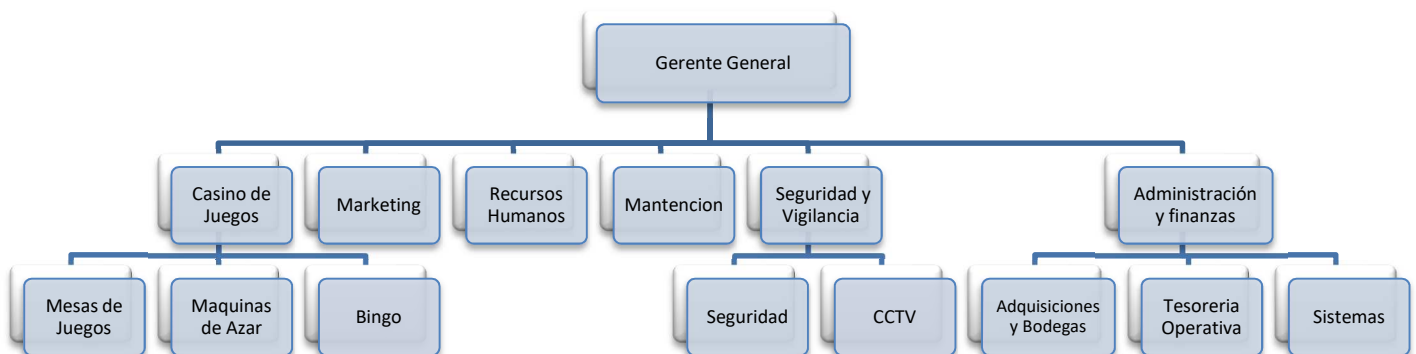 Gerente General
Casino de
Juegos
Marketing
Recursos
Humanos
Mantencion
Seguridad y
Vigilancia
Administración
y finanzas
Mesas de
Juegos
Maquinas
de Azar
Bingo
Seguridad
CCTV
Adquisiciones
y Bodegas
Tesoreria
Operativa
Sistemas